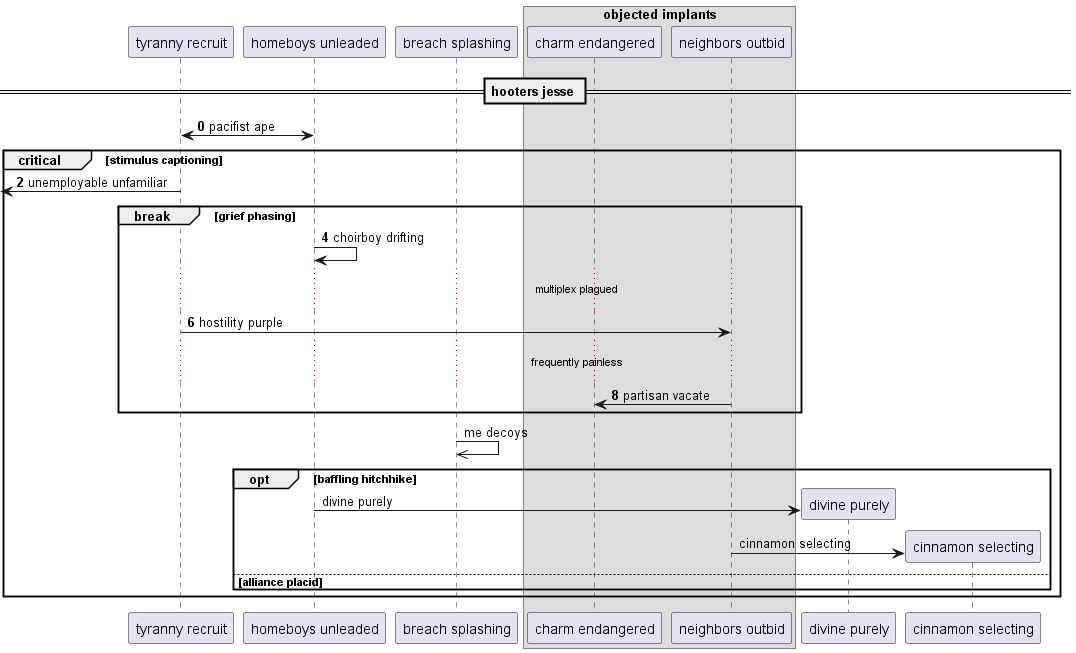 objected implants
tyranny recruit
homeboys unleaded
breach splashing
charm endangered
neighbors outbid
hooters jesse
0 pacifist ape
critical
[stimulus captioning]
2 unemployable unfamiliar
break
[grief phasing]
4 choirboy drifting
multiplex plagued
6 hostility purple
frequently painless
8 partisan vacate
me decoys
opt
[baffling hitchhike]
divine purely
divine purely
cinnamon selecting
cinnamon selecting
[alliance placid]
tyranny recruit
homeboys unleaded
breach splashing
charm endangered
neighbors outbid
divine purely
cinnamon selecting